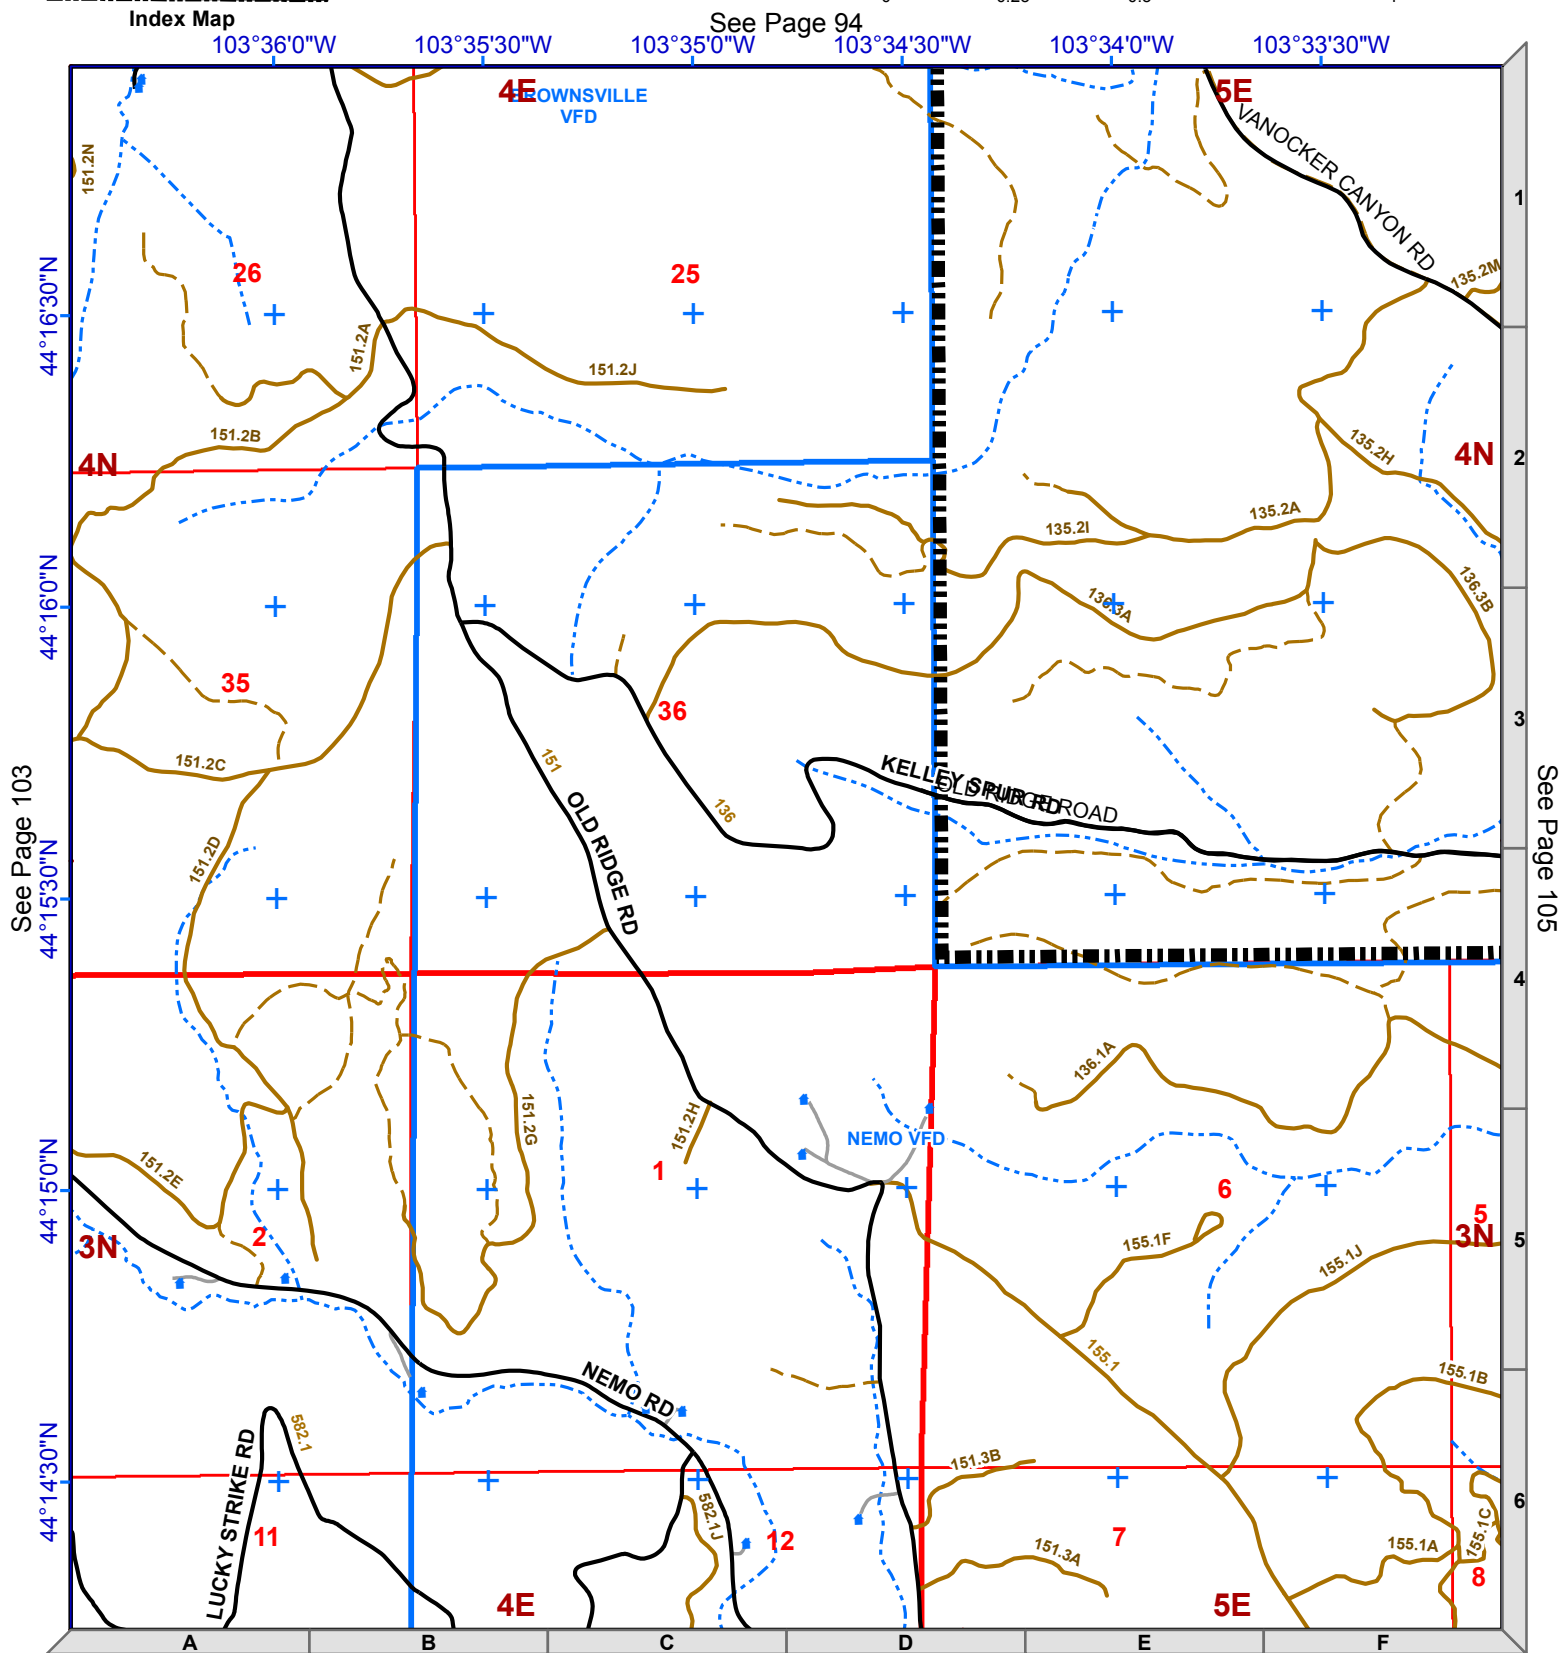 Index Map
See Page 94
103°36'0"W
103°35'30"W
103°35'0"W
103°34'30"W
103°34'0"W
103°33'30"W
4E
BROWNSVILLE
VFD
5E
VANOCKER CANYON RD
151.2N
1
26
25
135.2M
44°16'30"N
151.2A
151.2J
151.2B
135.2H
4N
4N
2
135.2A
135.2I
44°16'0"N
136.3A
136.3B
35
36
3
151.2C
151
KELLEY SPUR RD
OLD RIDGE ROAD
136
OLD RIDGE RD
See Page 103
See Page 105
151.2D
44°15'30"N
4
136.1A
151.2G
151.2H
NEMO VFD
151.2E
1
6
44°15'0"N
5
2
3N
155.1F
155.1J
3N
5
155.1
155.1B
NEMO RD
582.1
LUCKY STRIKE RD
151.3B
44°14'30"N
6
582.1J
11
12
7
151.3A
155.1A
155.1C
8
4E
5E
A
B
C
D
E
F